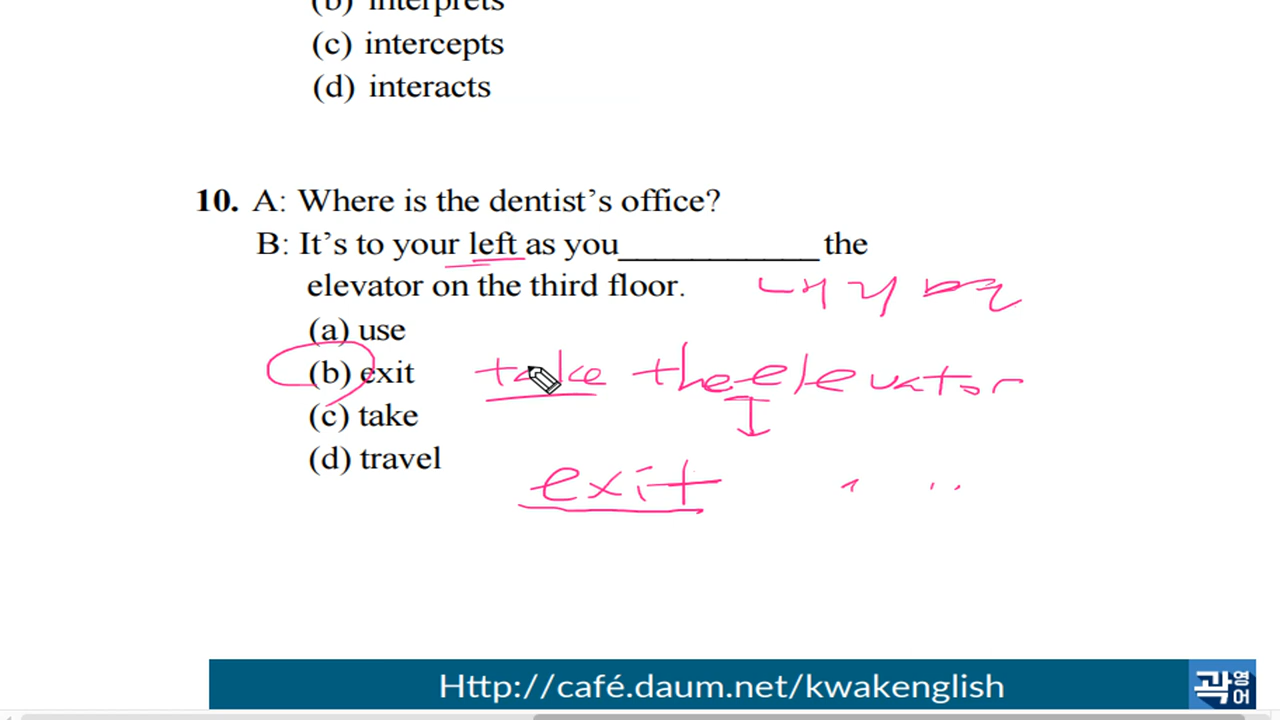 (b) interprets
(c) intercepts
(d) interacts
10. A: Where is the dentist’s office?
B: It’s to your left as you____________ the
elevator on the third floor.
내리면
(a) use
(b) exit
take the elevator
(c) take
(d) travel
exit 〃 〃
Http://café.daum.net/kwakenglish
곽영어